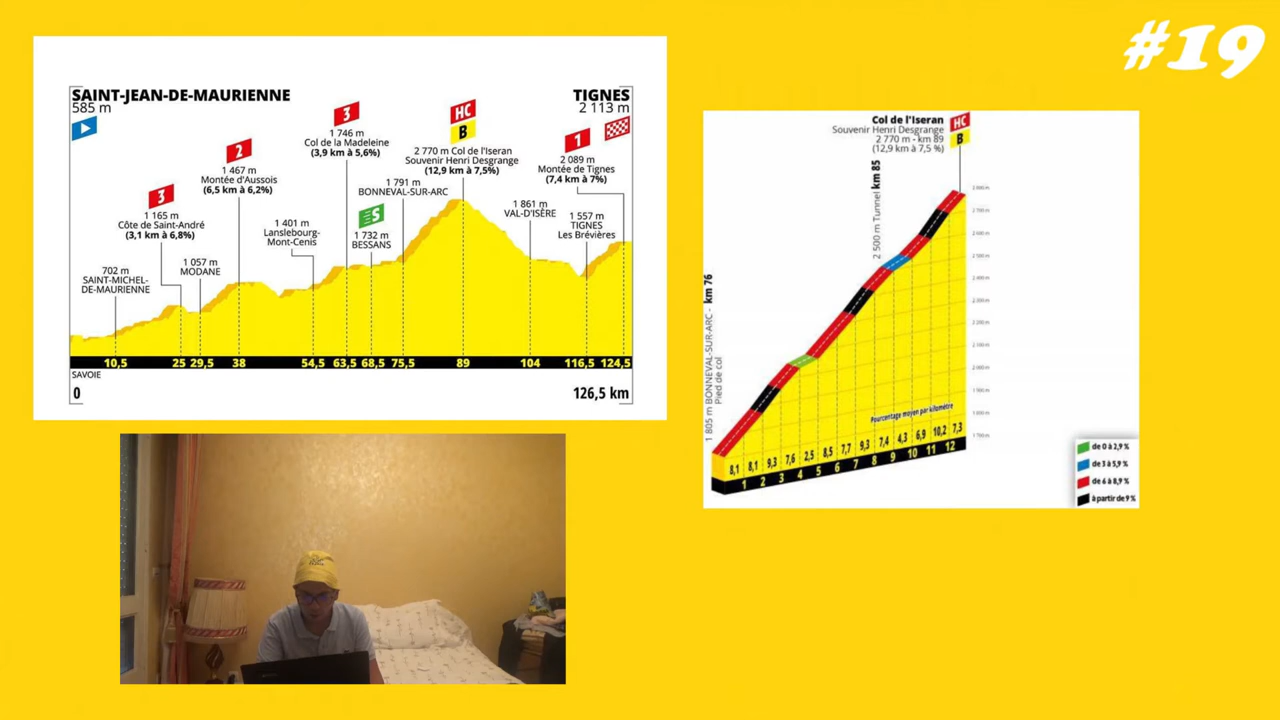 #19
SAINT-JEAN-DE-MAURIENNE
585 m
TIGNES
2 113 m
3
1 165 m
Côte de Saint-André
(3,1 km à 6,8%)
2
1 467 m
Montée d'Aussois
(6,5 km à 6,2%)
3
1 746 m
Col de la Madeleine
(3,9 km à 5,6%)
HC
B
2 770 m Col de l'Iseran
Souvenir Henri Desgrange
(12,9 km à 7,5%)
1
2 089 m
Montée de Tignes
(7,4 km à 7%)
702 m
SAINT-MICHEL-
DE-MAURIENNE
1 057 m
MODANE
1 401 m
Lanslebourg-
Mont-Cenis
S
1 732 m
BESSANS
1 791 m
BONNEVAL-SUR-ARC
1 861 m
VAL-D'ISÈRE
1 557 m
TIGNES
Les Brévières
10,5 25 29,5 38 54,5 63,5 68,5 75,5 89 104 116,5 124,5
SAVOIE
0
126,5 km
Col de l'Iseran
Souvenir Henri Desgrange
2 770 m - km 89
(12,9 km à 7,5 %)
HC
B
2 500 m Tunnel km 85
1 805 m BONNEVAL-SUR-ARC - km 76
Pied de col
Pourcentage moyen par kilomètre
8,1 8,1 9,3 7,6 2,5 8,5 7,7 9,3 7,4 4,3 6,9 10,2 7,3
1 2 3 4 5 6 7 8 9 10 11 12
de 0 à 2,9 %
de 3 à 5,9 %
de 6 à 8,9 %
à partir de 9 %